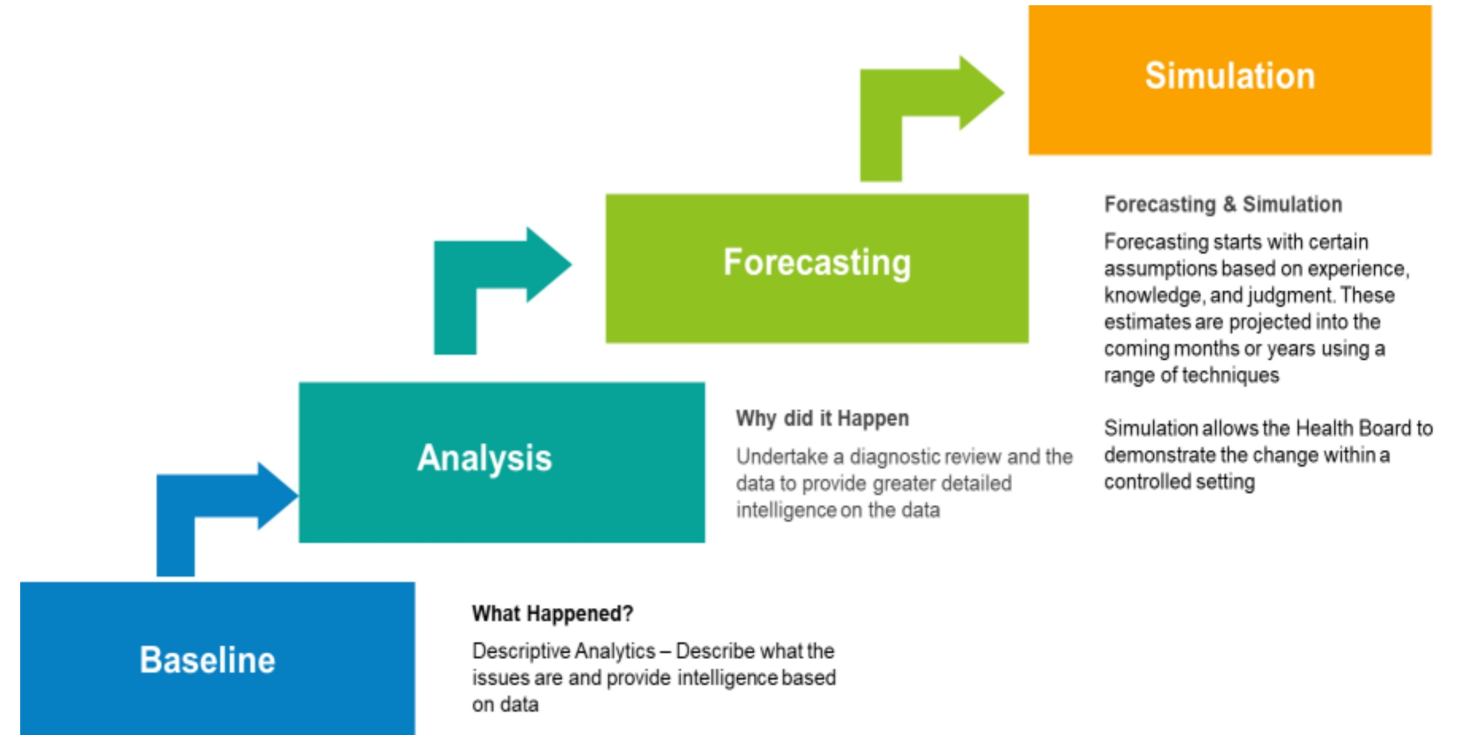 Simulation
Forecasting & Simulation
Forecasting starts with certain
assumptions based on experience,
knowledge, and judgment. These
estimates are projected into the
coming months or years using a
range of techniques
Simulation allows the Health Board to
demonstrate the change within a
controlled setting
Forecasting
Analysis
Why did it Happen
Undertake a diagnostic review and the
data to provide greater detailed
intelligence on the data
Baseline
What Happened?
Descriptive Analytics – Describe what the
issues are and provide intelligence based
on data